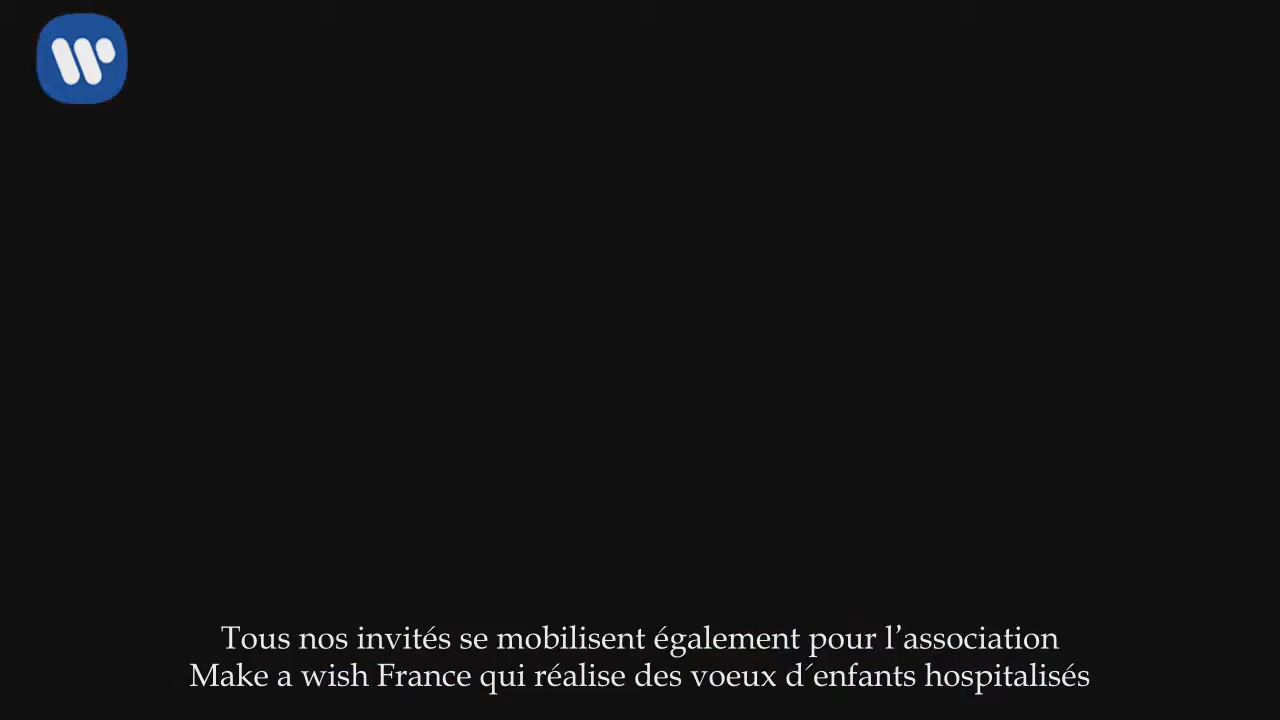 Tous nos invités se mobilisent également pour l’association
Make a wish France qui réalise des voeux d´enfants hospitalisés